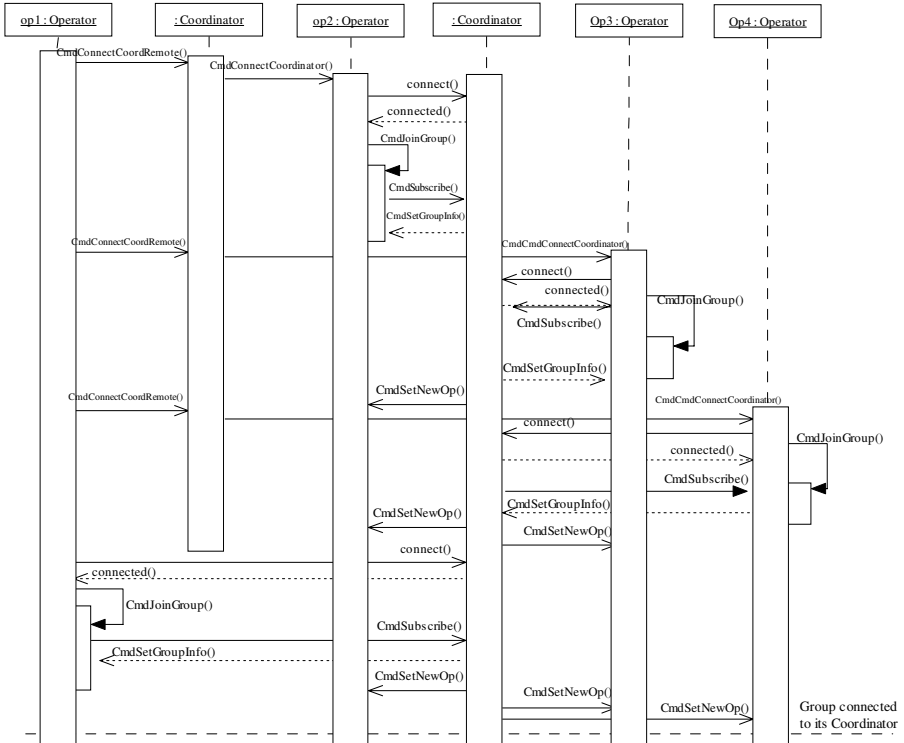 op1 : Operator
: Coordinator
op2 : Operator
: Coordinator
Op3 : Operator
Op4 : Operator
CmdConnectCoordRemote()
CmdConnectCoordinator()
connect()
connected()
CmdJoinGroup()
CmdSubscribe()
CmdSetGroupInfo()
CmdConnectCoordRemote()
CmdCmdConnectCoordinator()
connect()
connected()
CmdJoinGroup()
CmdSubscribe()
CmdSetGroupInfo()
CmdSetNewOp()
CmdConnectCoordRemote()
CmdCmdConnectCoordinator()
connect()
CmdJoinGroup()
connected()
CmdSubscribe()
CmdSetGroupInfo()
CmdSetNewOp()
CmdSetNewOp()
connect()
connected()
CmdJoinGroup()
CmdSubscribe()
CmdSetGroupInfo()
CmdSetNewOp()
CmdSetNewOp()
CmdSetNewOp()
Group connected
to its Coordinator